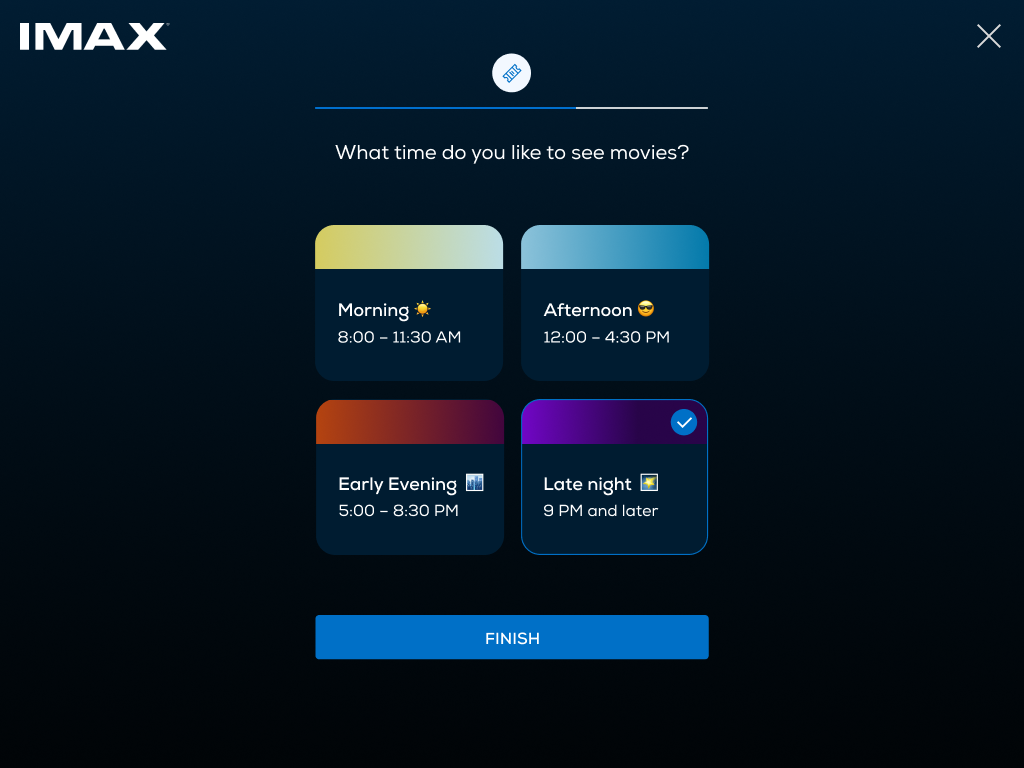 IMAX
What time do you like to see movies?
Morning ☀️
8:00 – 11:30 AM
Afternoon 😎
12:00 – 4:30 PM
Early Evening 🏙️
5:00 – 8:30 PM
Late night 🌠
9 PM and later
FINISH